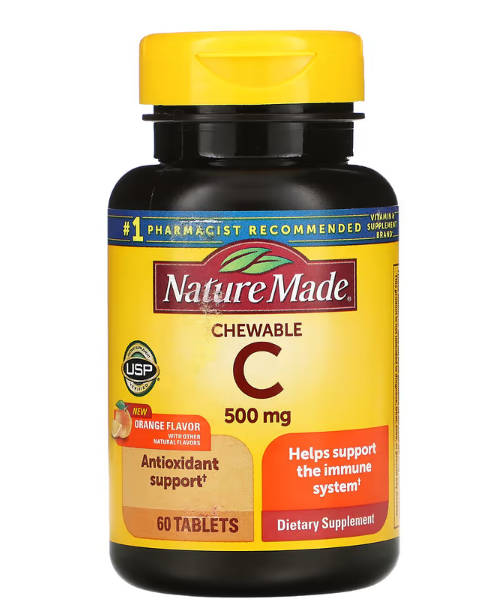 #1 PHARMACIST RECOMMENDED
VITAMIN &
SUPPLEMENT
BRAND
Nature Made®
CHEWABLE
C
500 mg
USP
VERIFIED
NEW
ORANGE FLAVOR
WITH OTHER
NATURAL FLAVORS
Antioxidant
support†
60 TABLETS
Helps support
the immune
system†
Dietary Supplement